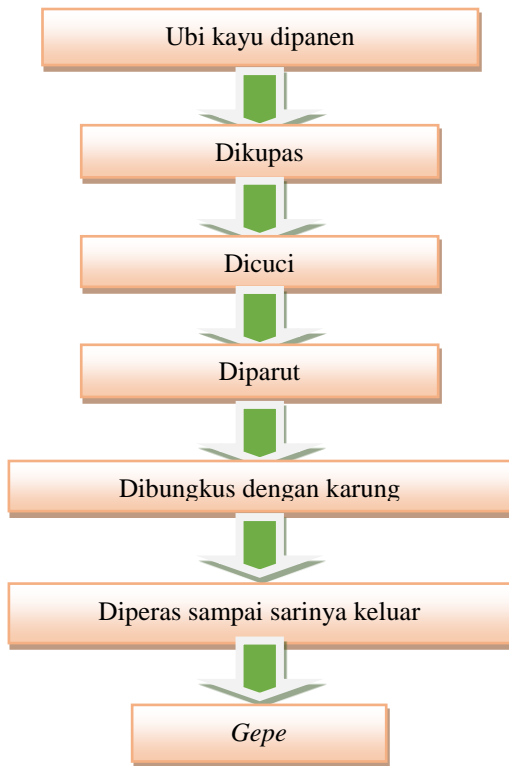 Ubi kayu dipanen
Dikupas
Dicuci
Diparut
Dibungkus dengan karung
Diperas sampai sarinya keluar
Gepe